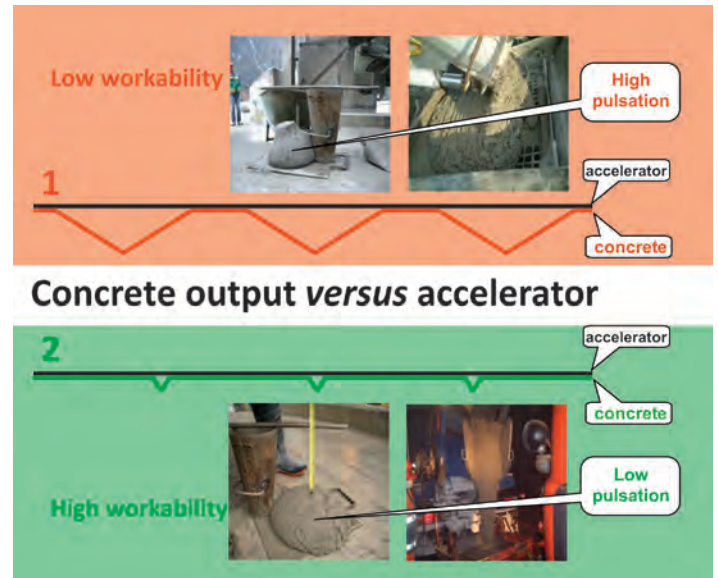 Low workability
High
pulsation
1
accelerator
concrete
Concrete output versus accelerator
2
accelerator
concrete
High workability
Low
pulsation